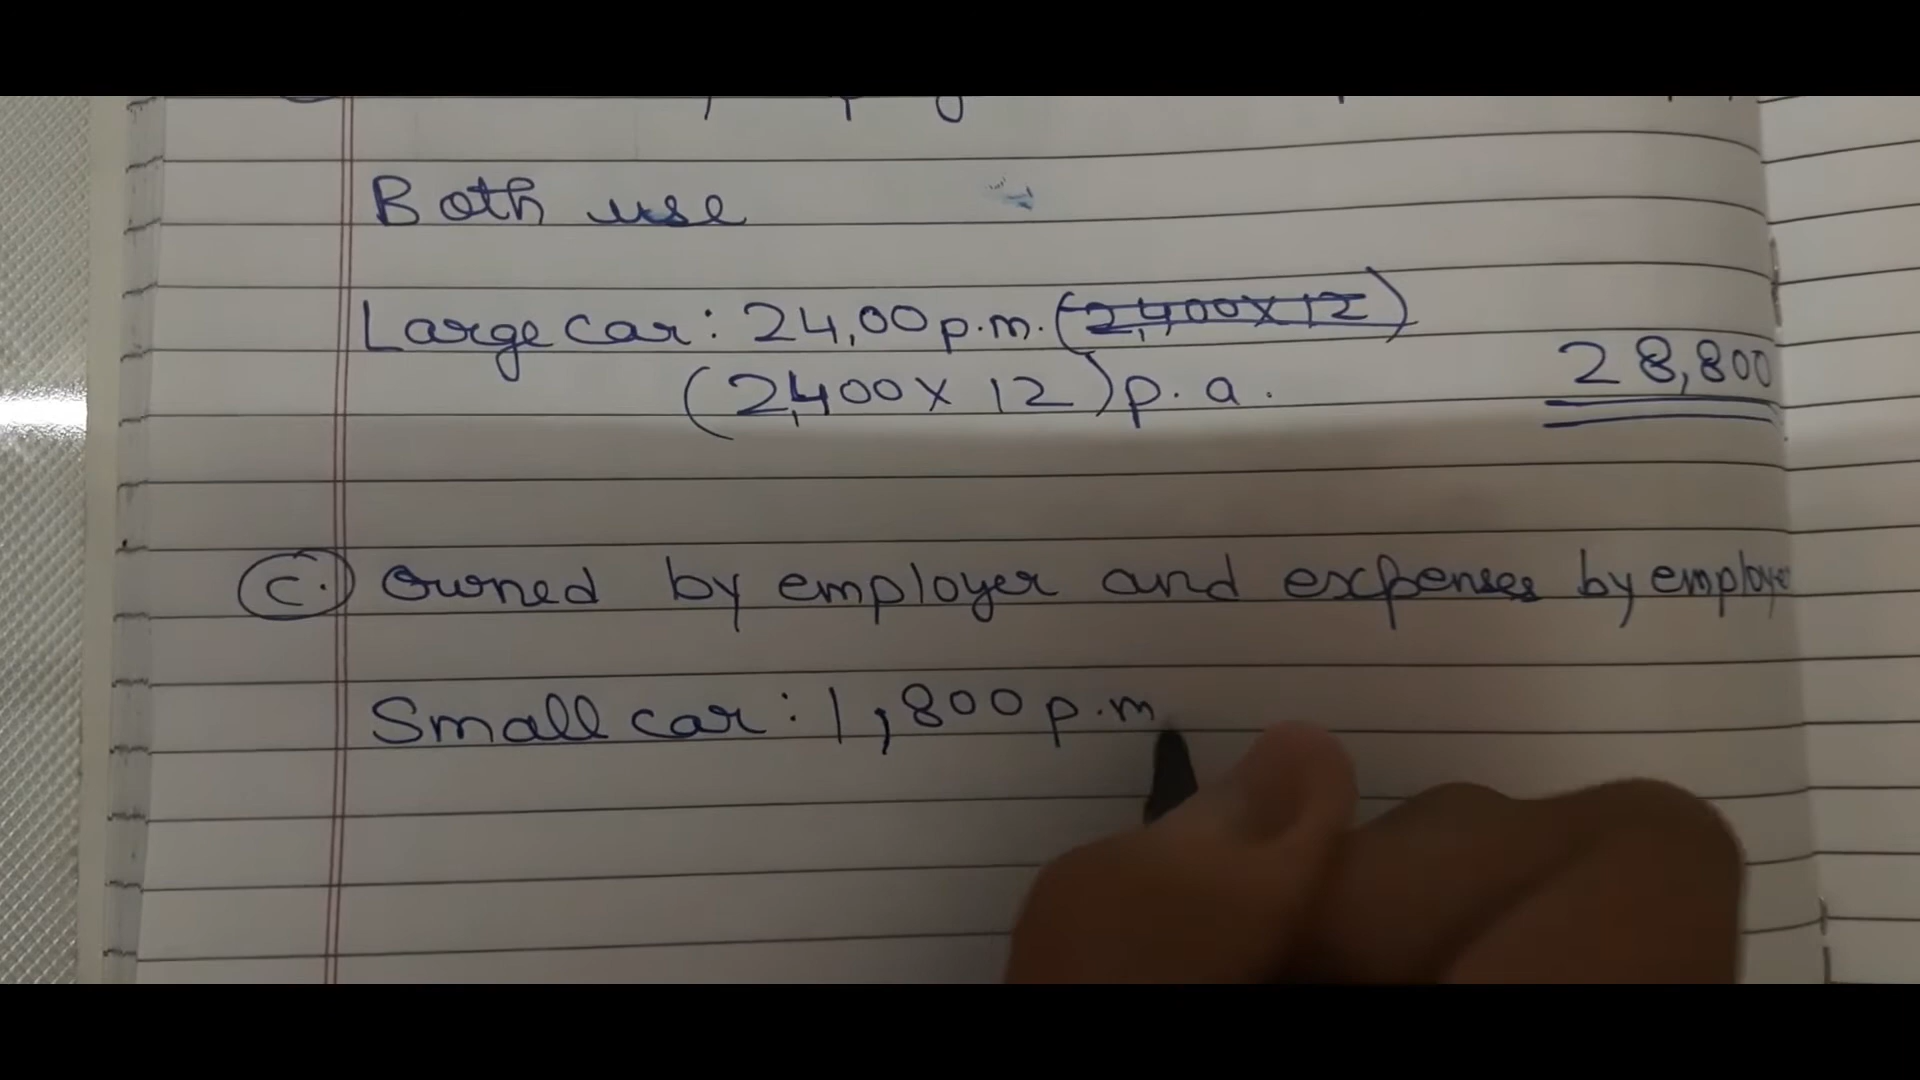 Both use
Large car: 24,00 p.m. (2,400 x 12)
(2,400 x 12) p. a.
28,800
C. Owned by employer and expenses by employe
Small car: 1,800 p.m